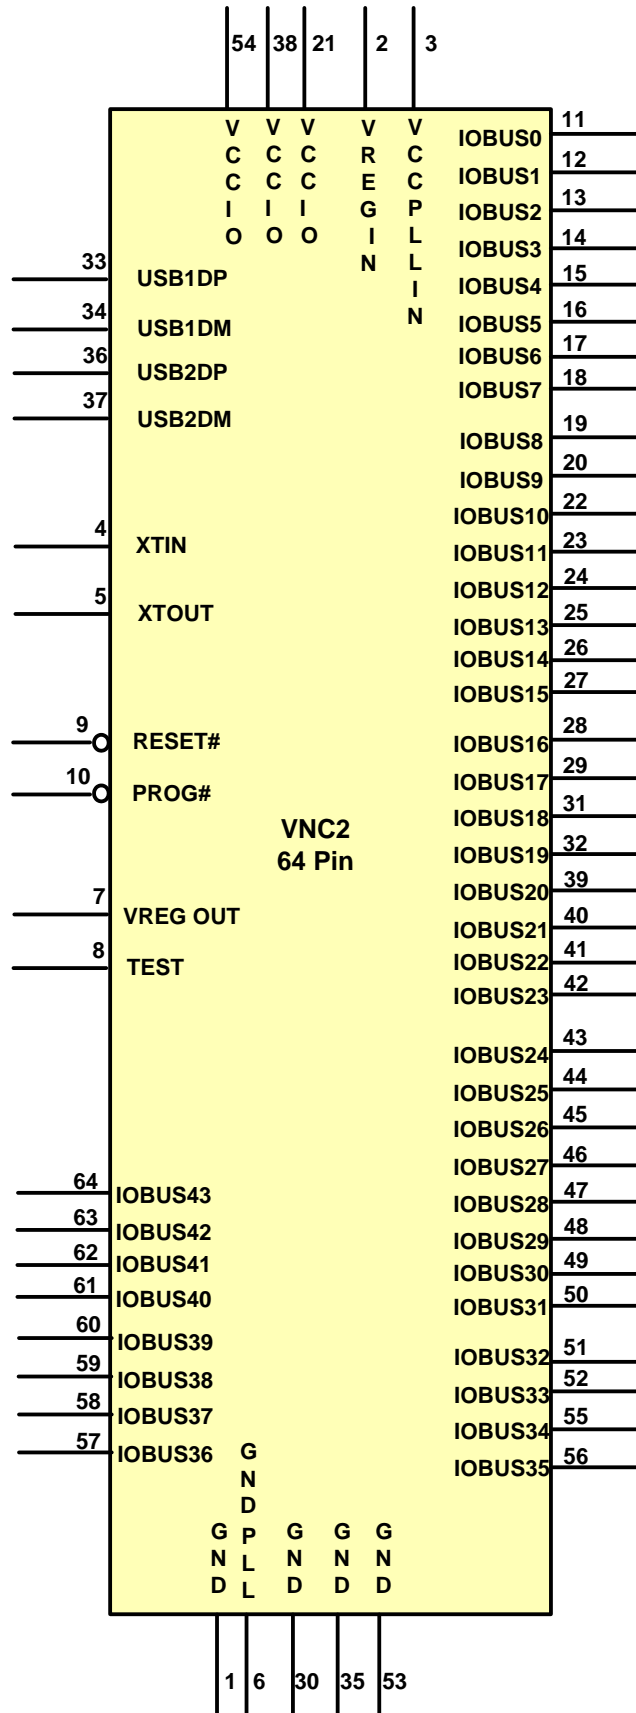 54 38 21 2 3
VCCIO VCCIO VCCIO VREGIN VCCPLLIN
IOBUS0 11
IOBUS1 12
IOBUS2 13
IOBUS3 14
IOBUS4 15
IOBUS5 16
IOBUS6 17
IOBUS7 18
IOBUS8 19
IOBUS9 20
IOBUS10 22
IOBUS11 23
IOBUS12 24
IOBUS13 25
IOBUS14 26
IOBUS15 27
IOBUS16 28
IOBUS17 29
IOBUS18 31
IOBUS19 32
IOBUS20 39
IOBUS21 40
IOBUS22 41
IOBUS23 42
IOBUS24 43
IOBUS25 44
IOBUS26 45
IOBUS27 46
IOBUS28 47
IOBUS29 48
IOBUS30 49
IOBUS31 50
IOBUS32 51
IOBUS33 52
IOBUS34 55
IOBUS35 56
33 USB1DP
34 USB1DM
36 USB2DP
37 USB2DM
4 XTIN
5 XTOUT
9 RESET#
10 PROG#
VNC2
64 Pin
7 VREG OUT
8 TEST
64 IOBUS43
63 IOBUS42
62 IOBUS41
61 IOBUS40
60 IOBUS39
59 IOBUS38
58 IOBUS37
57 IOBUS36
GND GNDPLL GND GND GND
1 6 30 35 53